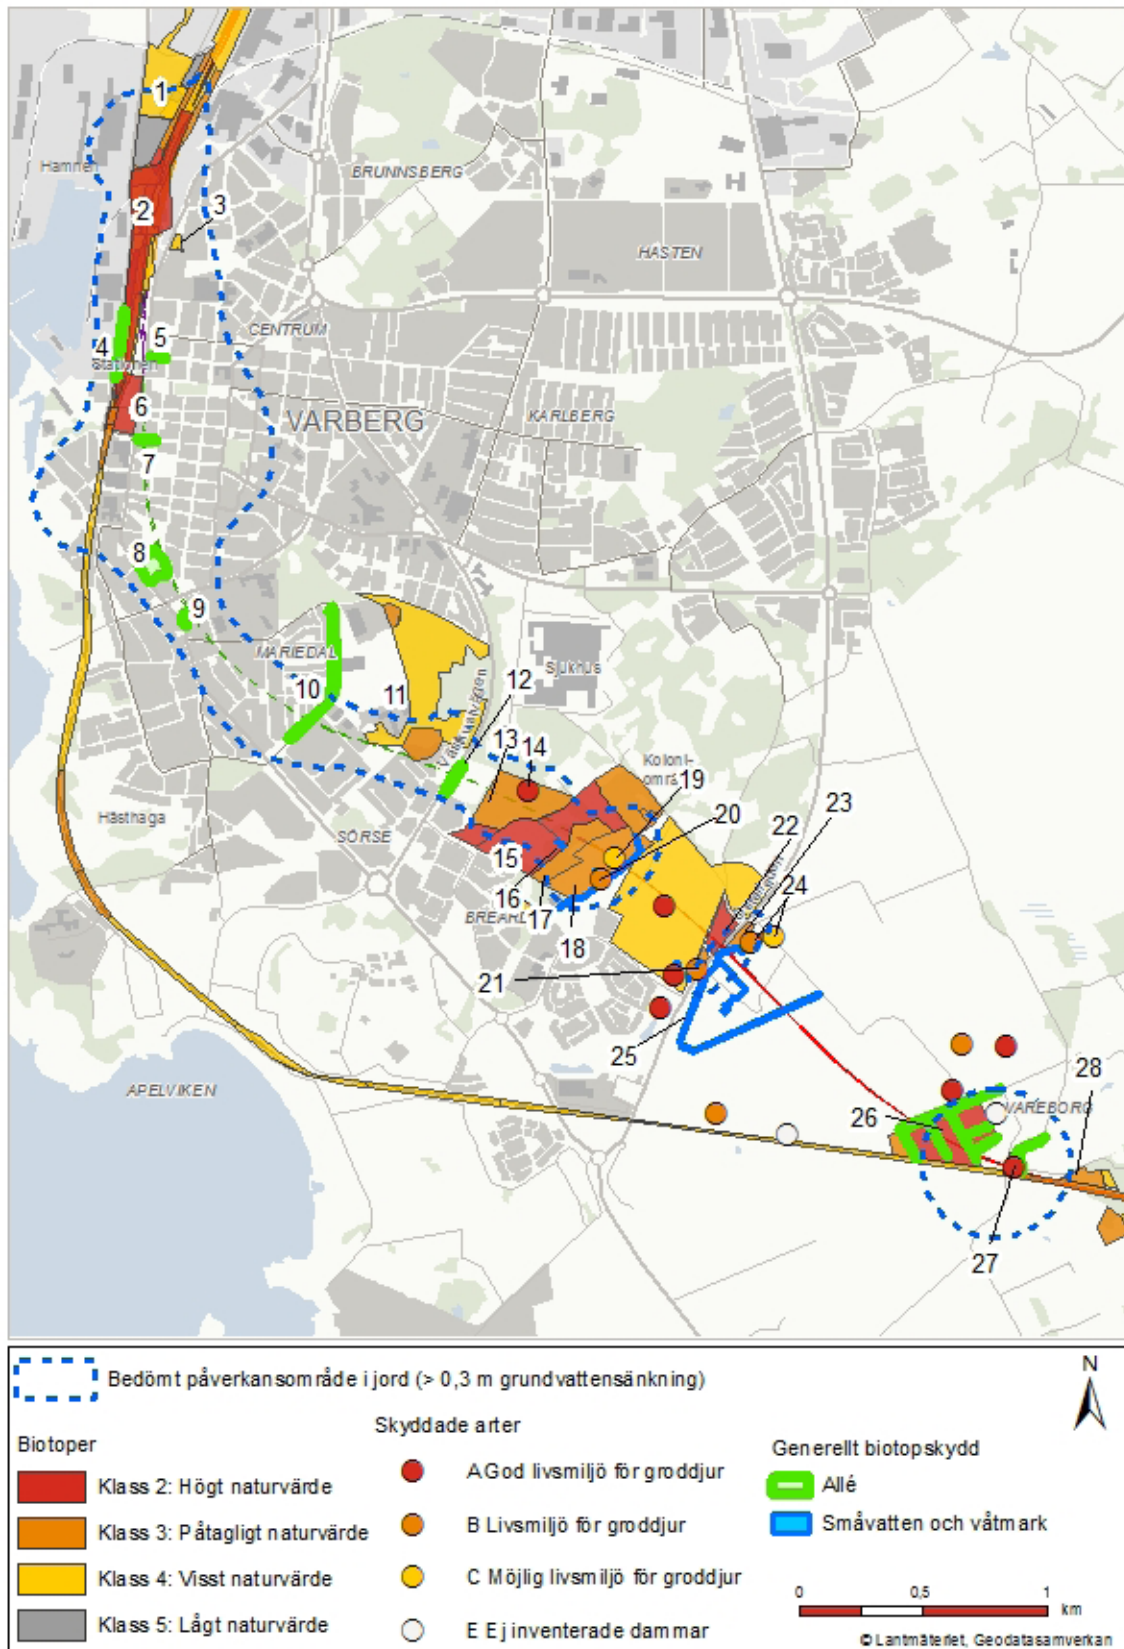 1
Hamnen
BRUNNSBERG
2
3
HÅSTEN
CENTRUM
4
5
Stationen
6
VARBERG
KARLBERG
7
8
9
MARIEDAL
Sjukhus
10
11
12
13
14
Koloni-
område
19
Hästhaga
20
23
22
SÖRSE
15
24
16
17
BREARED
18
21
25
APELVIKEN
28
26
VAREBORG
27
Bedömt påverkansområde i jord (> 0,3 m grundvattensänkning)
N
Biotoper
Klass 2: Högt naturvärde
Klass 3: Påtagligt naturvärde
Klass 4: Visst naturvärde
Klass 5: Lågt naturvärde
Skyddade arter
A God livsmiljö för groddjur
B Livsmiljö för groddjur
C Möjlig livsmiljö för groddjur
E Ej inventerade dammar
Generellt biotopskydd
Allé
Småvatten och våtmark
0 0,5 1
km
© Lantmäteriet, Geodatasamverkan